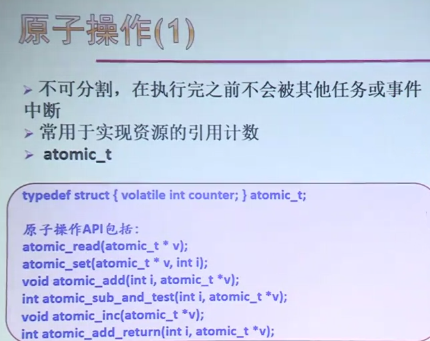 原子操作(1)
➢ 不可分割，在执行完之前不会被其他任务或事件
中断
➢ 常用于实现资源的引用计数
➢ atomic_t
typedef struct { volatile int counter; } atomic_t;
原子操作API包括：
atomic_read(atomic_t * v);
atomic_set(atomic_t * v, int i);
void atomic_add(int i, atomic_t *v);
int atomic_sub_and_test(int i, atomic_t *v);
void atomic_inc(atomic_t *v);
int atomic_add_return(int i, atomic_t *v);